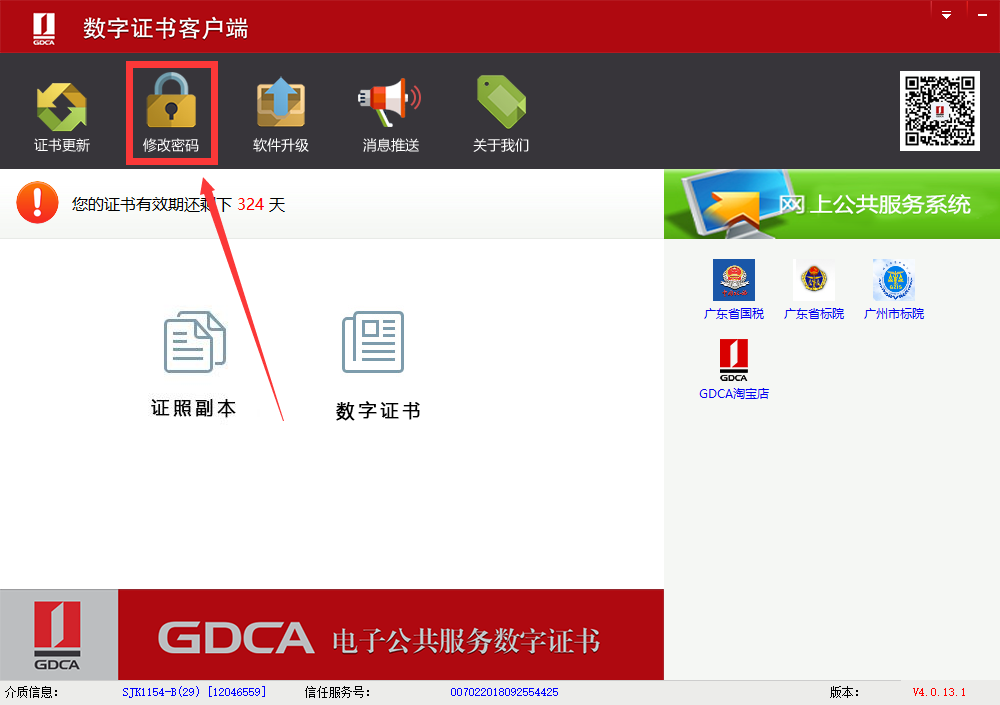 GDCA
数字证书客户端
证书更新
修改密码
软件升级
消息推送
关于我们
您的证书有效期还剩下 324 天
网上公共服务系统
广东省国税
广东省标院
广州市标院
GDCA
GDCA淘宝店
证照副本
数字证书
GDCA
GDCA 电子公共服务数字证书
介质信息: SJK1154-B(29) [12046559] 信任服务号: 007022018092554425 版本: V4.0.13.1